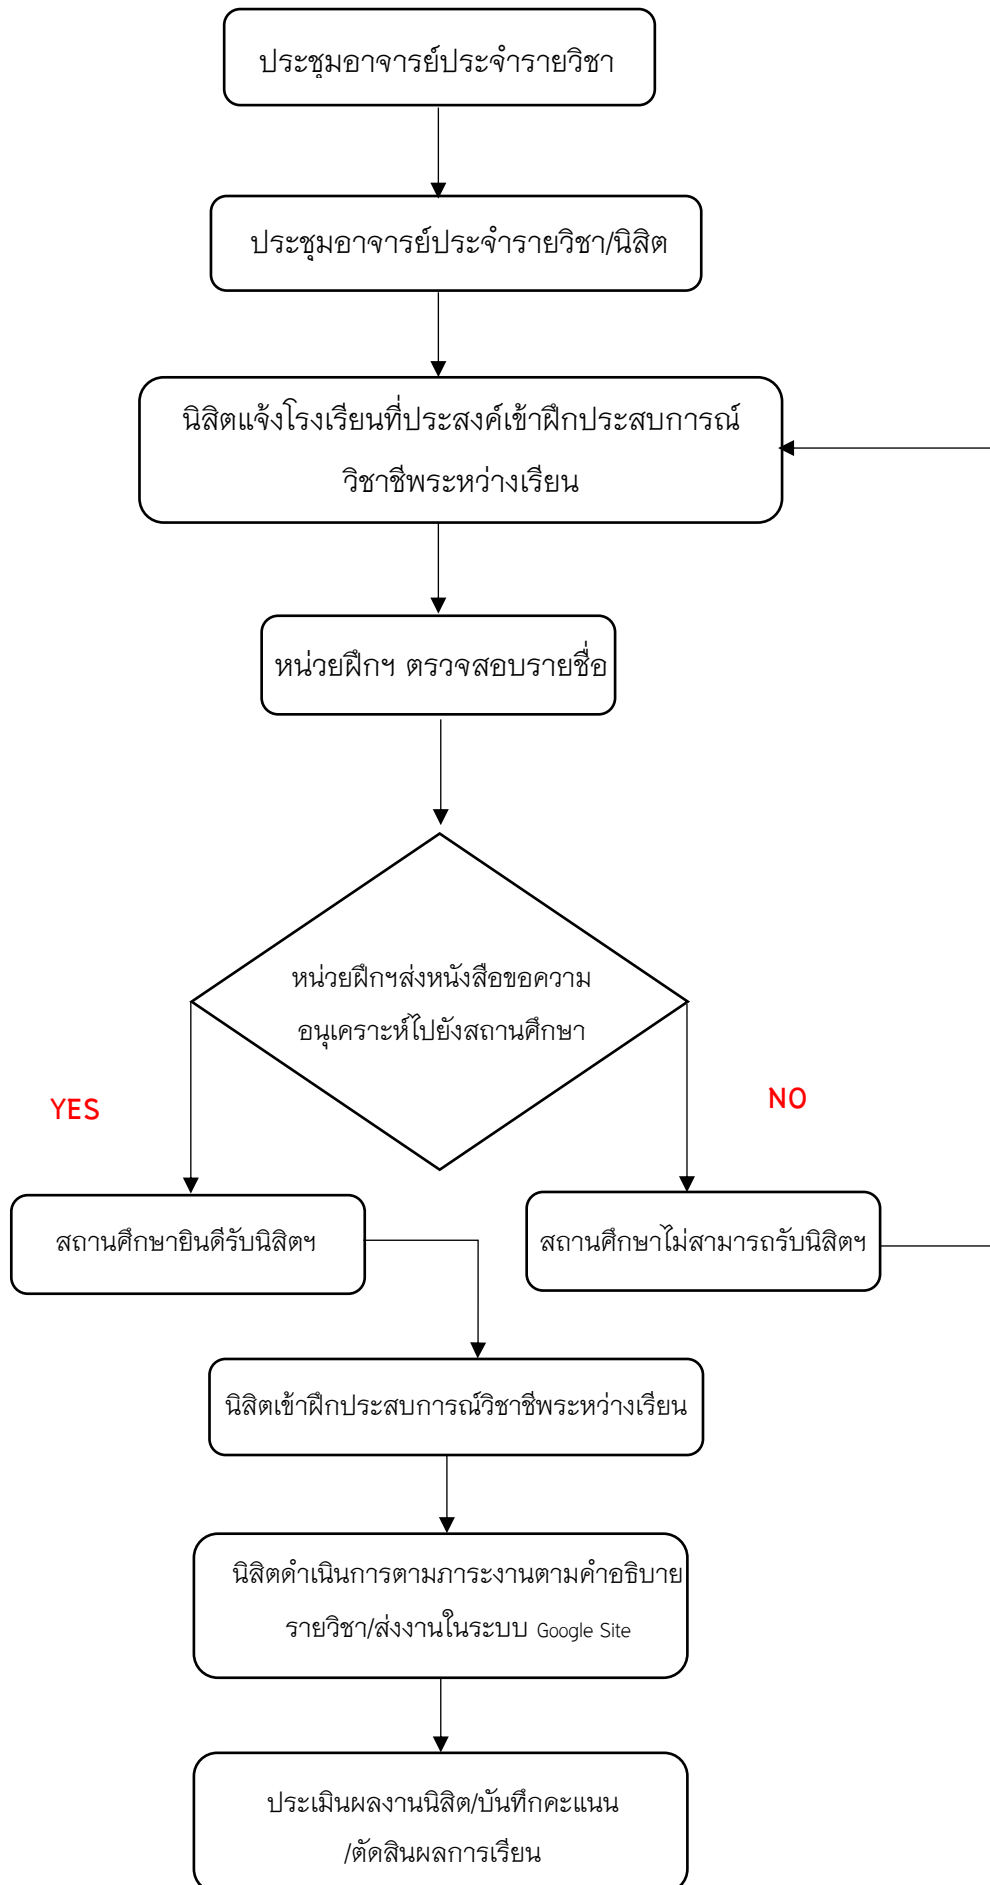 ประชุมอาจารย์ประจำรายวิชา
ประชุมอาจารย์ประจำรายวิชา/นิสิต
นิสิตแจ้งโรงเรียนที่ประสงค์เข้าฝึกประสบการณ์
วิชาชีพระหว่างเรียน
หน่วยฝึกฯ ตรวจสอบรายชื่อ
หน่วยฝึกฯส่งหนังสือขอความ
อนุเคราะห์ไปยังสถานศึกษา
YES
NO
สถานศึกษายินดีรับนิสิตฯ
สถานศึกษาไม่สามารถรับนิสิตฯ
นิสิตเข้าฝึกประสบการณ์วิชาชีพระหว่างเรียน
นิสิตดำเนินการตามภาระงานตามคำอธิบาย
รายวิชา/ส่งงานในระบบ Google Site
ประเมินผลงานนิสิต/บันทึกคะแนน
/ตัดสินผลการเรียน